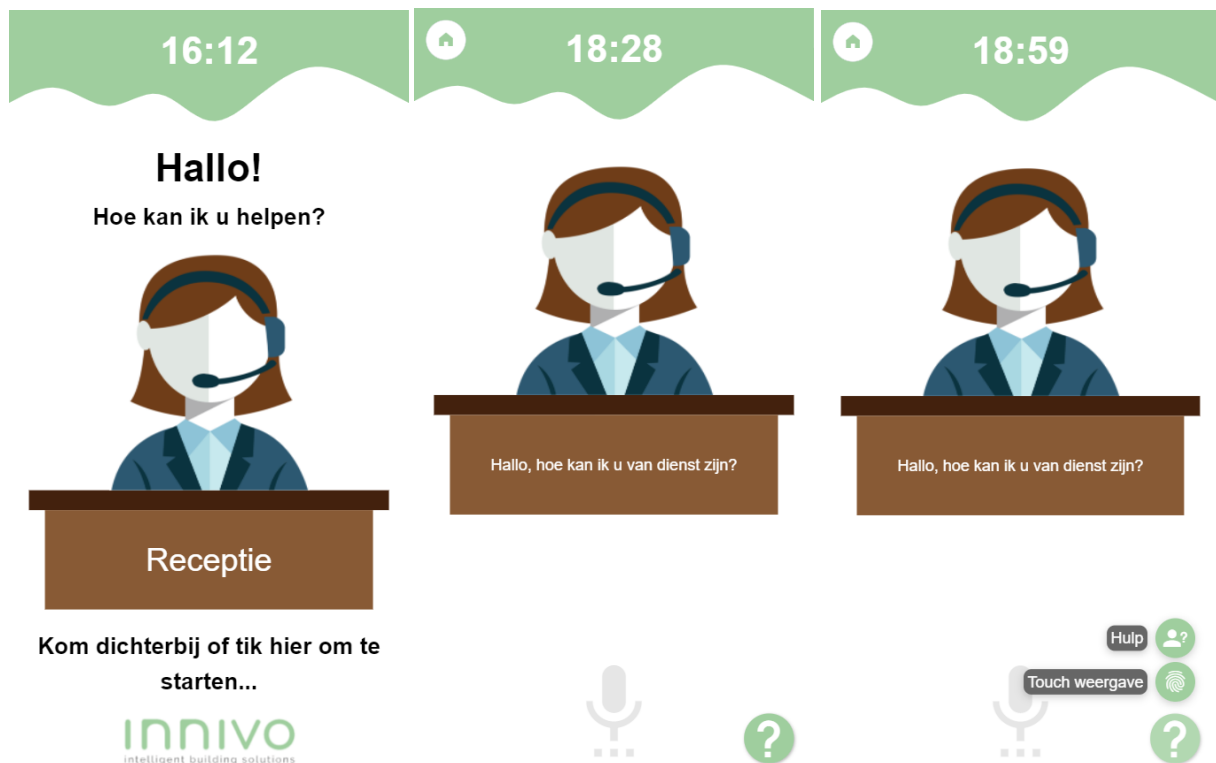 16:12
Hallo!
Hoe kan ik u helpen?
Receptie
Kom dichterbij of tik hier om te
starten...
INNIVO
intelligent building solutions
18:28
Hallo, hoe kan ik u van dienst zijn?
?
18:59
Hallo, hoe kan ik u van dienst zijn?
Hulp
?
Touch weergave
?